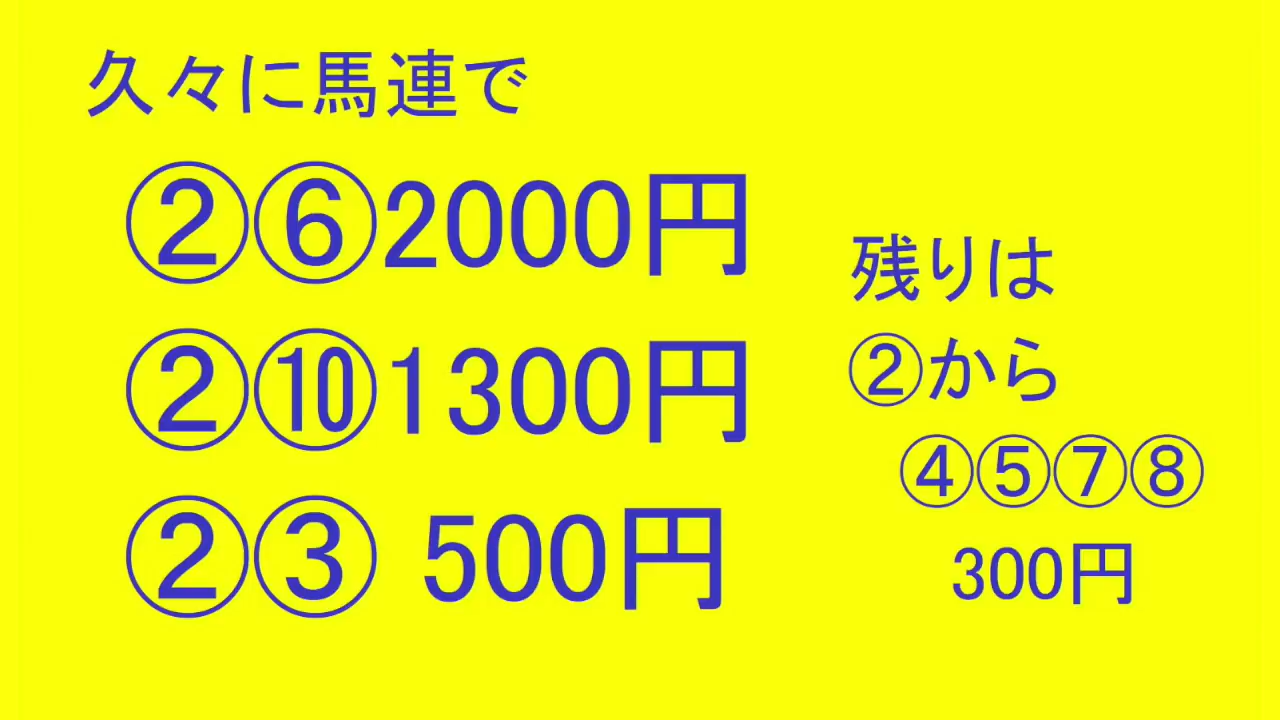 久々に馬連で
②⑥2000円
②⑩1300円
②③ 500円
残りは
②から
④⑤⑦⑧
300円